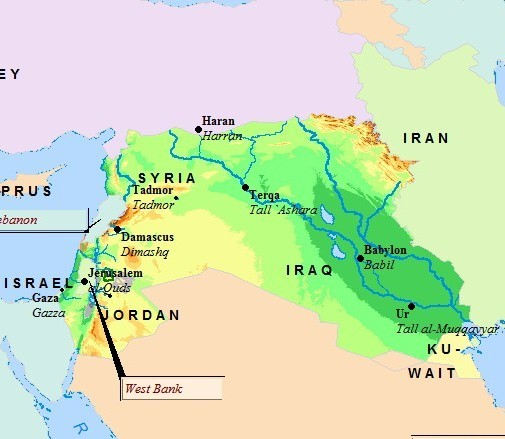 EY
Haran
Harran
IRAN
SYRIA
PRUS
Tadmor
Tadmor
Terqa
Tall `Ashara
ebanon
Damascus
Dimashq
Babylon
Babil
IRAQ
Jerusalem
al-Quds
ISRAEL
Gaza
Gazza
Ur
Tall al-Muqqayyar
JORDAN
KU-
WAIT
West Bank
R